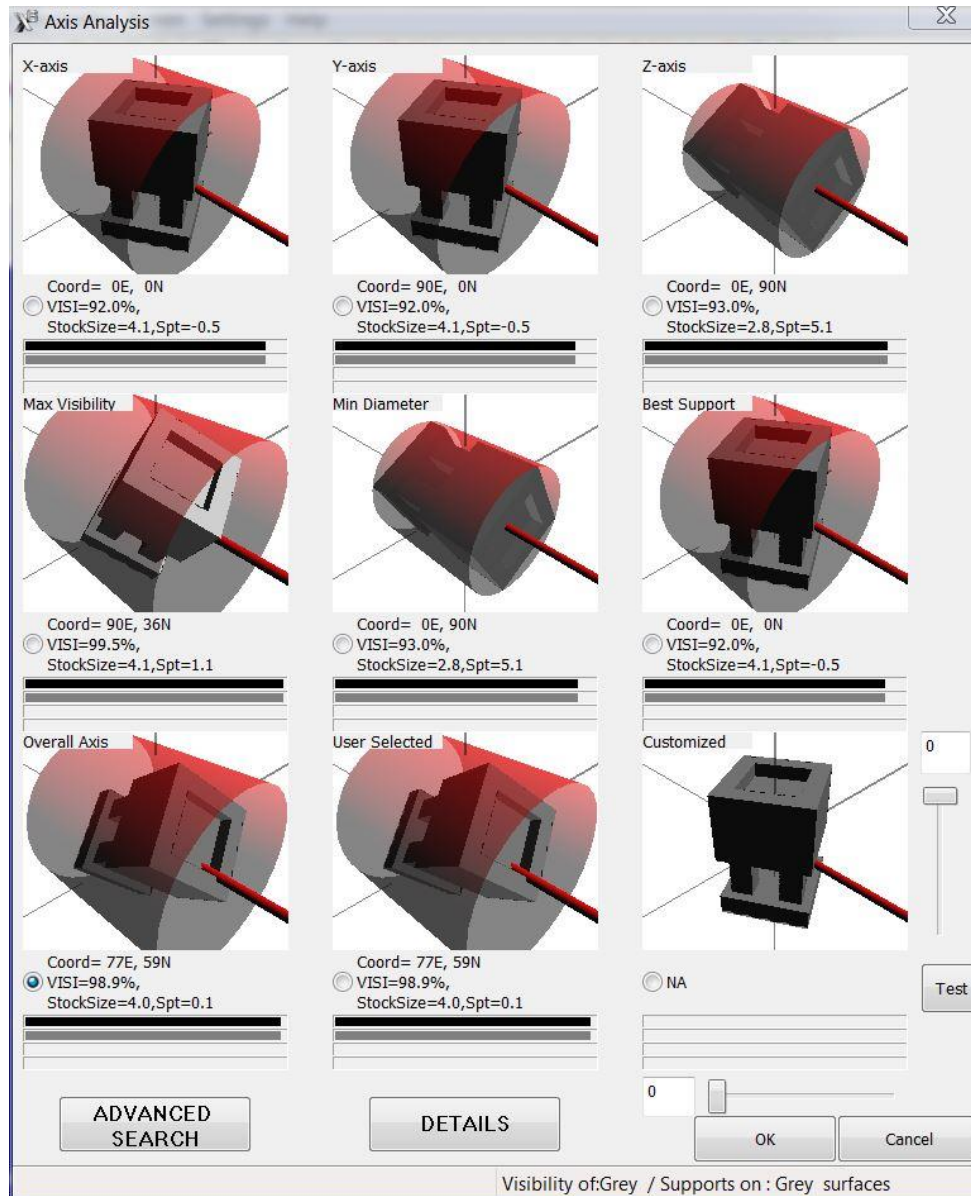 Axis Analysis
X-axis
Y-axis
Z-axis
Coord= 0E, 0N
VISI=92.0%,
StockSize=4.1,Spt=-0.5
Coord= 90E, 0N
VISI=92.0%,
StockSize=4.1,Spt=-0.5
Coord= 0E, 90N
VISI=93.0%,
StockSize=2.8,Spt=5.1
Max Visibility
Min Diameter
Best Support
Coord= 90E, 36N
VISI=99.5%,
StockSize=4.1,Spt=1.1
Coord= 0E, 90N
VISI=93.0%,
StockSize=2.8,Spt=5.1
Coord= 0E, 0N
VISI=92.0%,
StockSize=4.1,Spt=-0.5
Overall Axis
User Selected
Customized
0
Coord= 77E, 59N
VISI=98.9%,
StockSize=4.0,Spt=0.1
Coord= 77E, 59N
VISI=98.9%,
StockSize=4.0,Spt=0.1
NA
Test
0
ADVANCED
SEARCH
DETAILS
OK
Cancel
Visibility of:Grey / Supports on : Grey surfaces